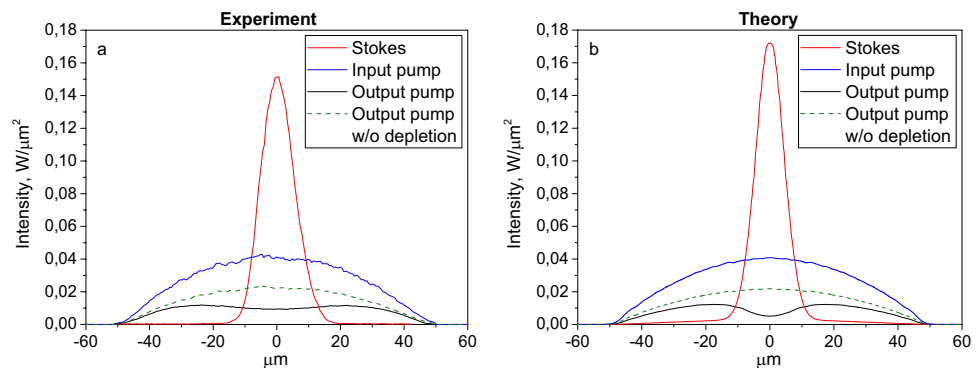 Experiment
Intensity, W/μm²
0,18
0,16
0,14
0,12
0,10
0,08
0,06
0,04
0,02
0,00
a
Stokes
Input pump
Output pump
Output pump
w/o depletion
-60 -40 -20 0 20 40 60
μm
Theory
Intensity, W/μm²
0,18
0,16
0,14
0,12
0,10
0,08
0,06
0,04
0,02
0,00
b
Stokes
Input pump
Output pump
Output pump
w/o depletion
-60 -40 -20 0 20 40 60
μm